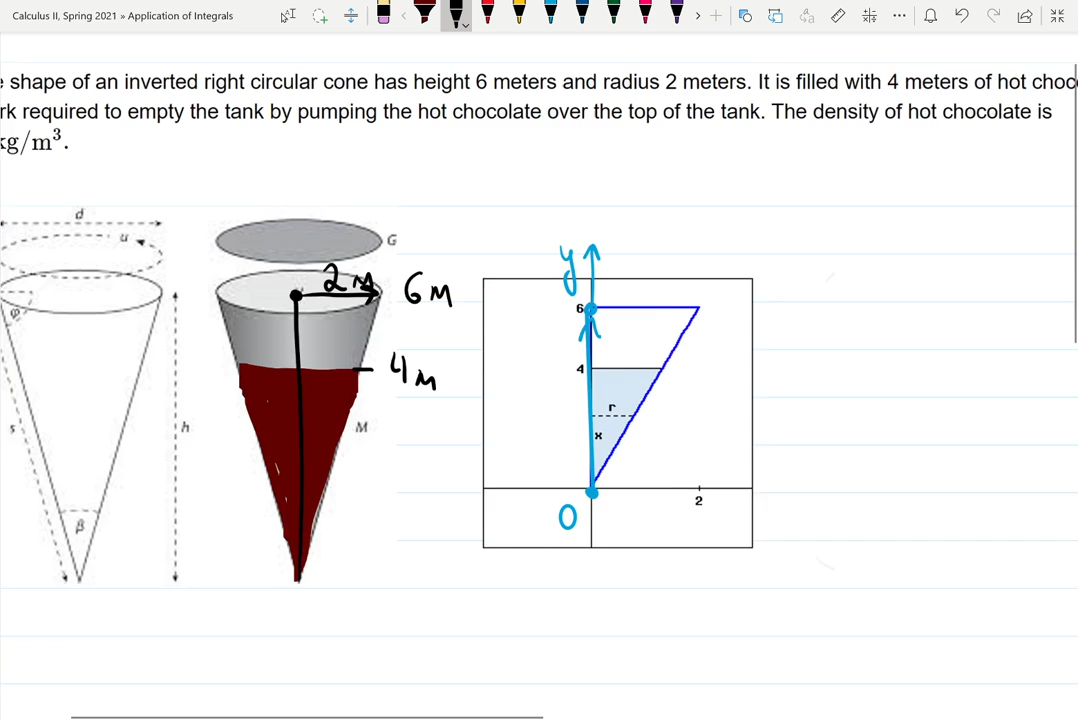 Calculus II, Spring 2021 » Application of Integrals
shape of an inverted right circular cone has height 6 meters and radius 2 meters. It is filled with 4 meters of hot choc
rk required to empty the tank by pumping the hot chocolate over the top of the tank. The density of hot chocolate is
kg/m³.
d
u
G
2M
6M
φ
y
6
4M
4
r
s
h
M
x
β
2
0